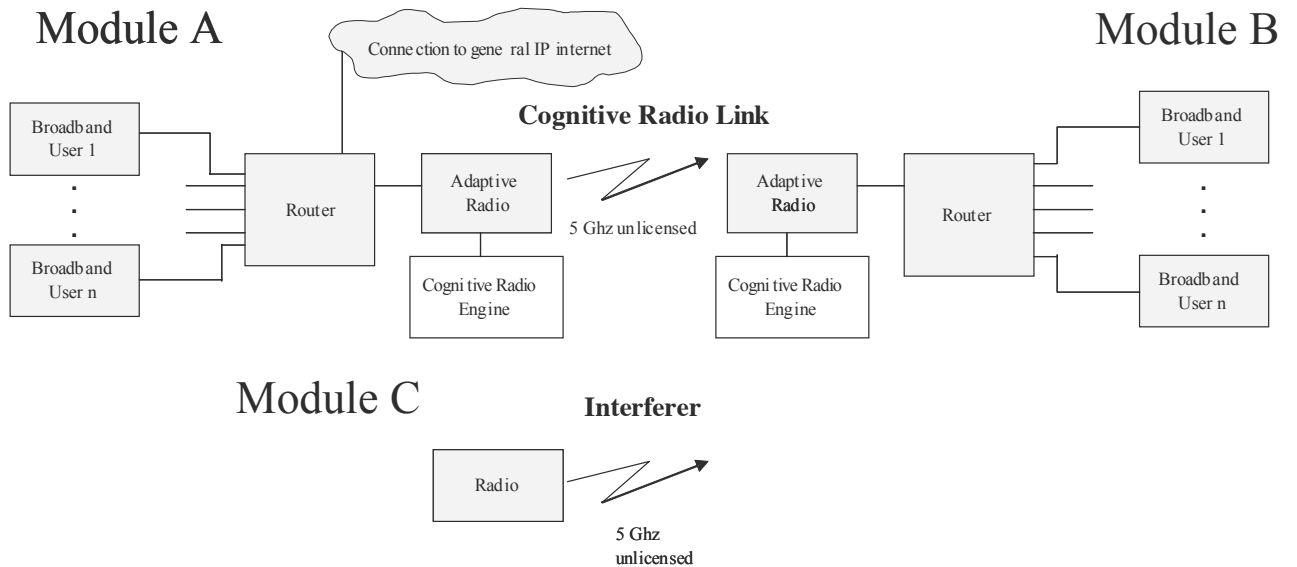 Module A
Connection to general IP internet
Module B
Cognitive Radio Link
Broadband
User 1
Broadband
User 1
Router
Adaptive
Radio
Adaptive
Radio
Router
5 Ghz unlicensed
Broadband
User n
Cognitive Radio
Engine
Cognitive Radio
Engine
Broadband
User n
Module C
Interferer
Radio
5 Ghz
unlicensed